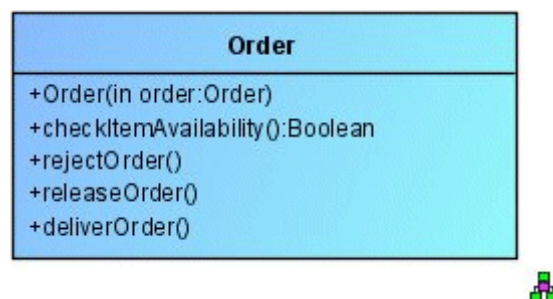 Order
+Order(in order:Order)
+checkItemAvailability():Boolean
+rejectOrder()
+releaseOrder()
+deliverOrder()